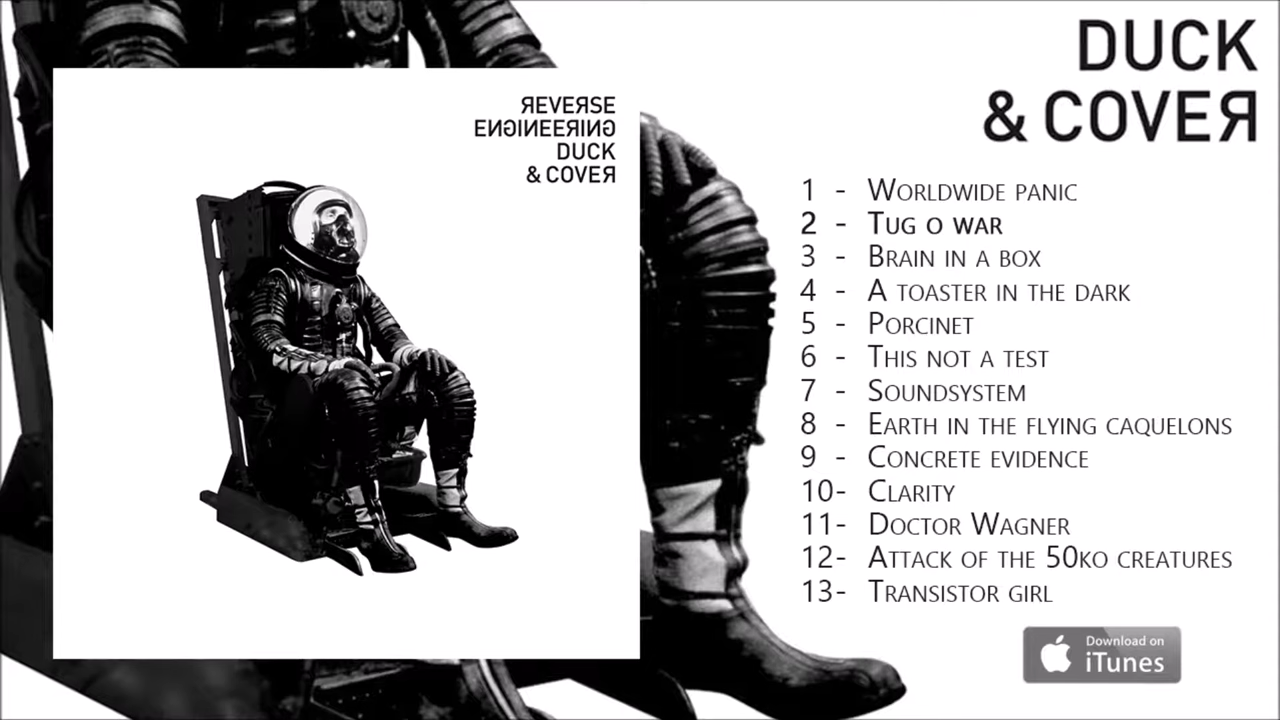 ЯEVEЯSE
ENGINEEЯING
DUCK
& COVEЯ
DUCK
& COVEЯ
1 - Worldwide panic
2 - Tug o war
3 - Brain in a box
4 - A toaster in the dark
5 - Porcinet
6 - This not a test
7 - Soundsystem
8 - Earth in the flying caquelons
9 - Concrete evidence
10- Clarity
11- Doctor Wagner
12- Attack of the 50ko creatures
13- Transistor girl
Download on
iTunes